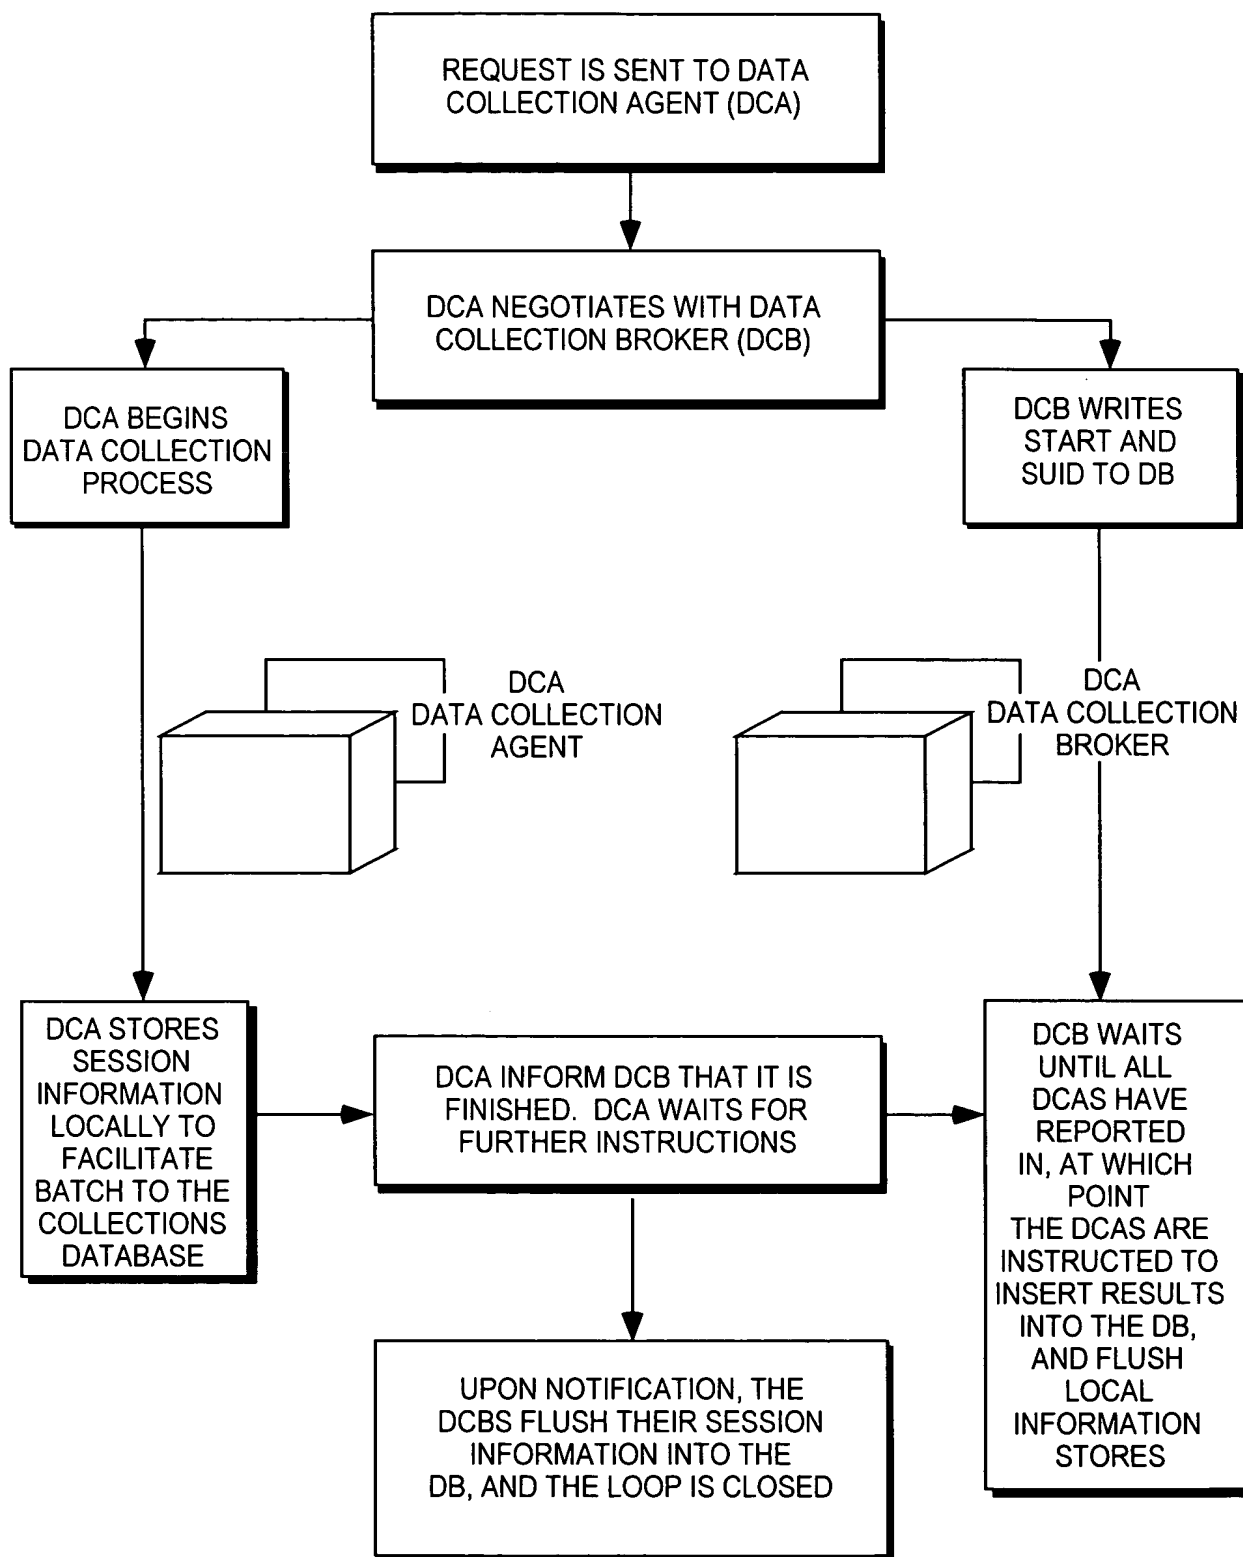 REQUEST IS SENT TO DATA
COLLECTION AGENT (DCA)
DCA NEGOTIATES WITH DATA
COLLECTION BROKER (DCB)
DCA BEGINS
DATA COLLECTION
PROCESS
DCB WRITES
START AND
SUID TO DB
DCA
DATA COLLECTION
AGENT
DCA
DATA COLLECTION
BROKER
DCA STORES
SESSION
INFORMATION
LOCALLY TO
FACILITATE
BATCH TO THE
COLLECTIONS
DATABASE
DCA INFORM DCB THAT IT IS
FINISHED. DCA WAITS FOR
FURTHER INSTRUCTIONS
DCB WAITS
UNTIL ALL
DCAS HAVE
REPORTED
IN, AT WHICH
POINT
THE DCAS ARE
INSTRUCTED TO
INSERT RESULTS
INTO THE DB,
AND FLUSH
LOCAL
INFORMATION
STORES
UPON NOTIFICATION, THE
DCBS FLUSH THEIR SESSION
INFORMATION INTO THE
DB, AND THE LOOP IS CLOSED